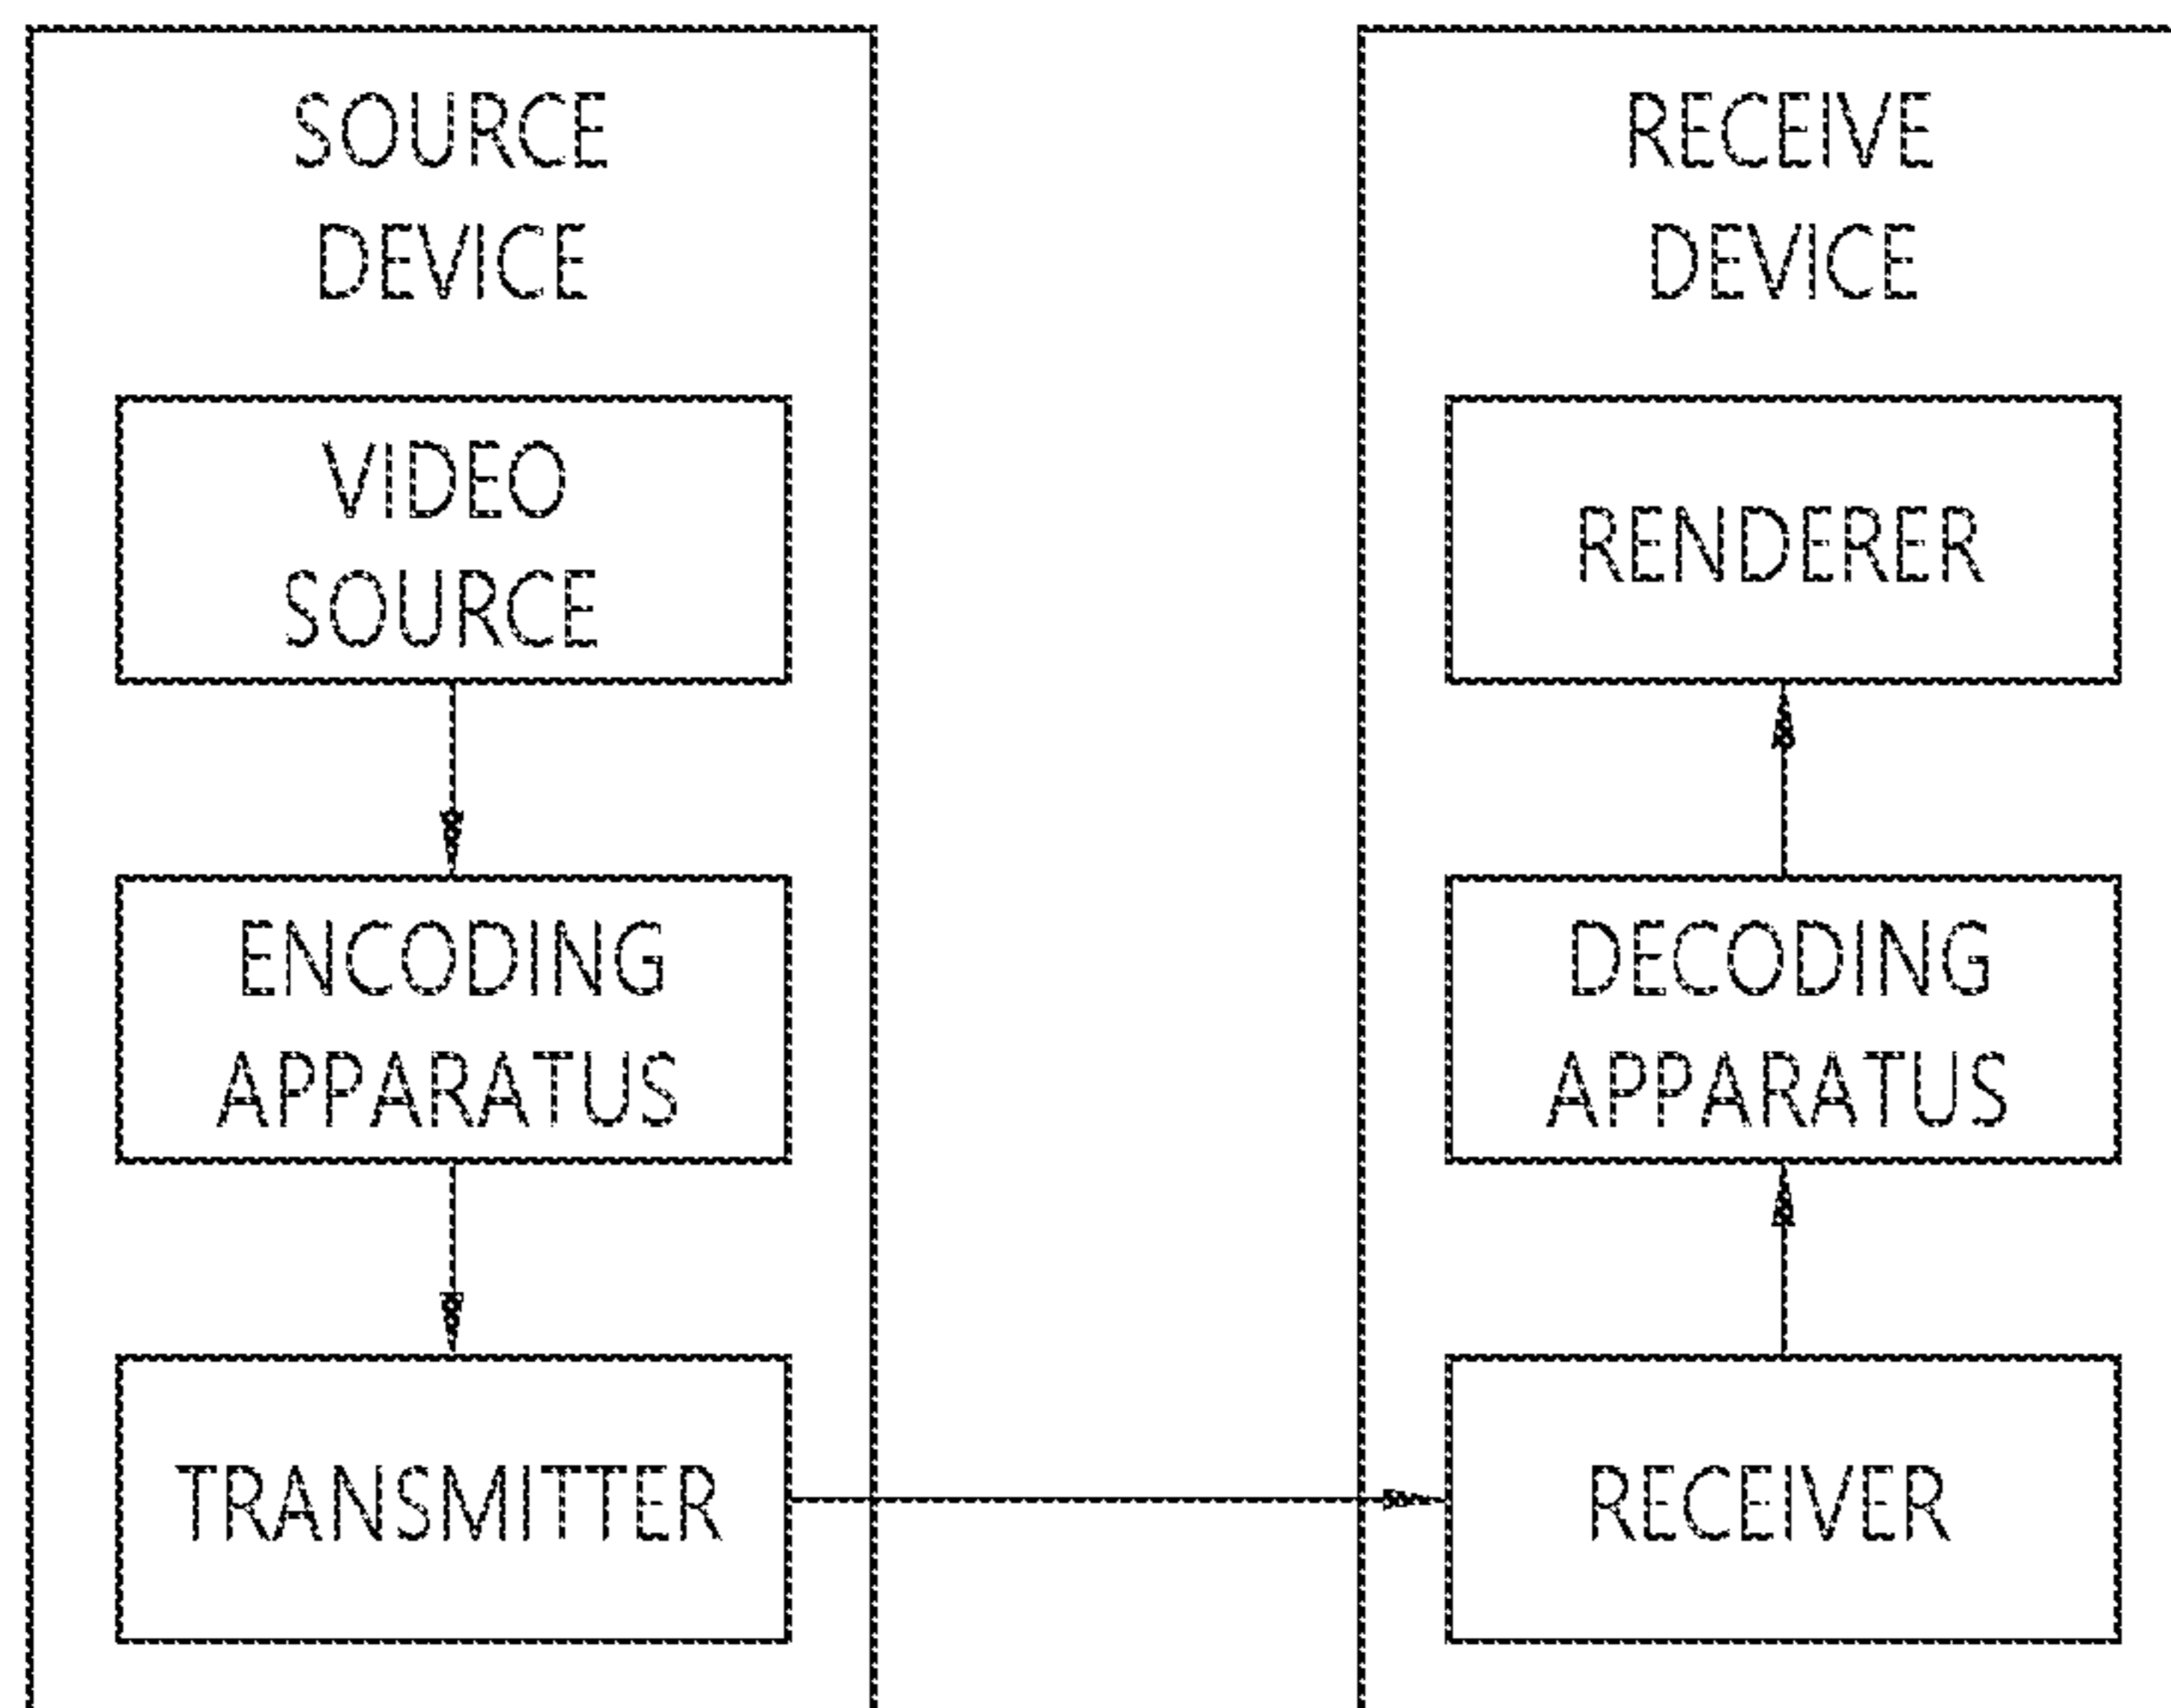 SOURCE
DEVICE
VIDEO
SOURCE
ENCODING
APPARATUS
TRANSMITTER
RECEIVE
DEVICE
RENDERER
DECODING
APPARATUS
RECEIVER